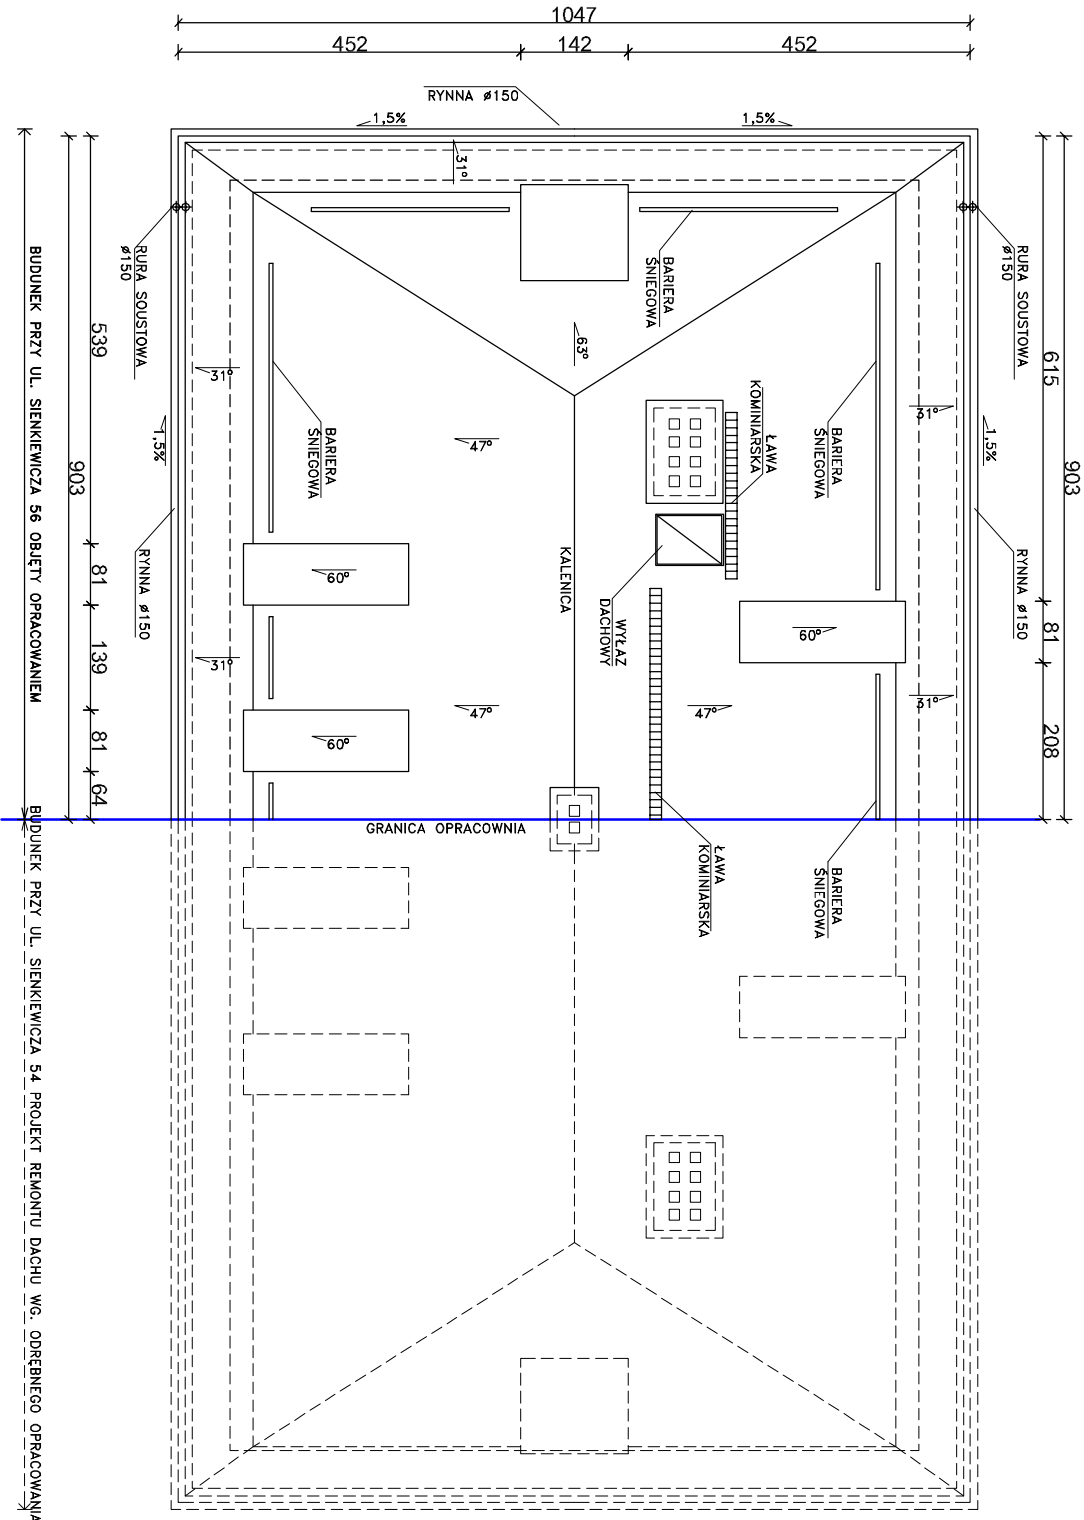 1047
452
142
452
RYNNA ø150
1,5%
1,5%
31°
RURA SOUSTOWA
ø150
RURA SOUSTOWA
ø150
BARIERA
ŚNIEGOWA
63°
539
615
903
903
31°
31°
1,5%
1,5%
47°
BARIERA
ŚNIEGOWA
ŁAWA
KOMINIARSKA
BARIERA
ŚNIEGOWA
BUDUNEK PRZY UL. SIENKIEWICZA 56 OBJĘTY OPRACOWANIEM
RYNNA ø150
RYNNA ø150
KALENICA
WYŁAZ
DACHOWY
81
60°
60°
81
139
31°
31°
47°
47°
81
60°
208
64
GRANICA OPRACOWNIA
ŁAWA
KOMINIARSKA
BARIERA
ŚNIEGOWA
BUDUNEK PRZY UL. SIENKIEWICZA 54 PROJEKT REMONTU DACHU WG. ODRĘBNEGO OPRACOWANIA